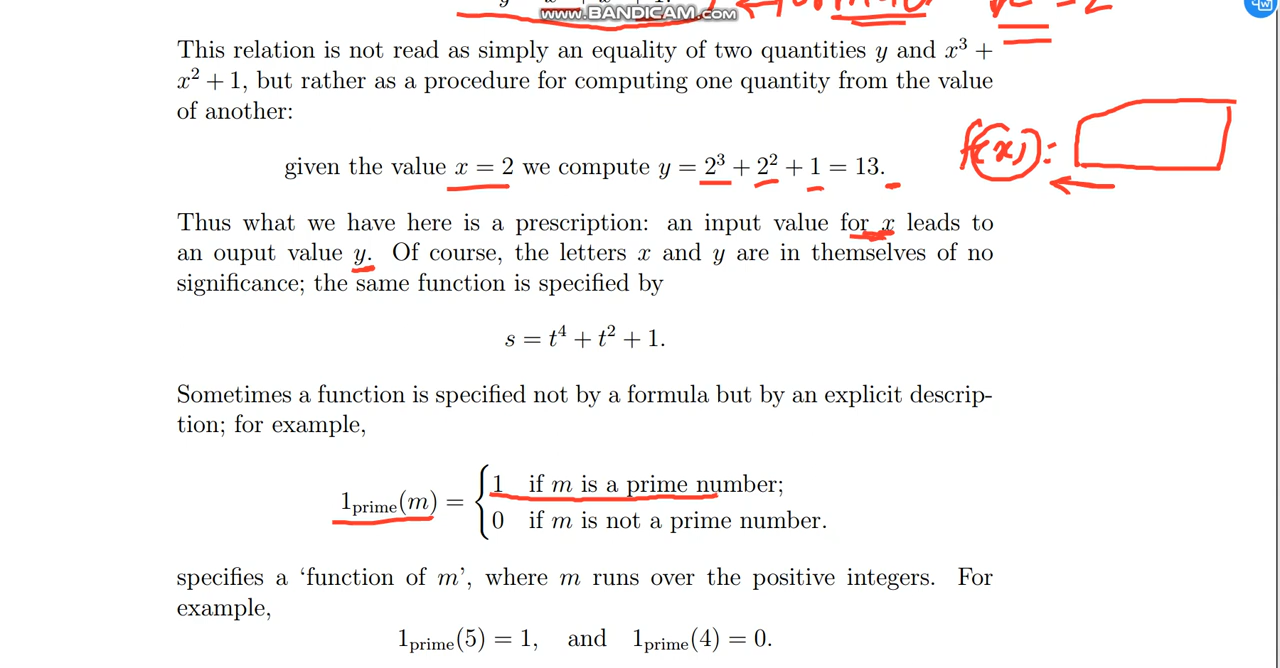 www.BANDICAM.com
This relation is not read as simply an equality of two quantities y and x³ +
x² + 1, but rather as a procedure for computing one quantity from the value
of another:
f(x):
given the value x = 2 we compute y = 2³ + 2² + 1 = 13.
Thus what we have here is a prescription: an input value for x leads to
an ouput value y. Of course, the letters x and y are in themselves of no
significance; the same function is specified by
s = t⁴ + t² + 1.
Sometimes a function is specified not by a formula but by an explicit descrip-
tion; for example,
1prime(m) = { 1 if m is a prime number;
0 if m is not a prime number.
specifies a ‘function of m’, where m runs over the positive integers. For
example,
1prime(5) = 1, and 1prime(4) = 0.